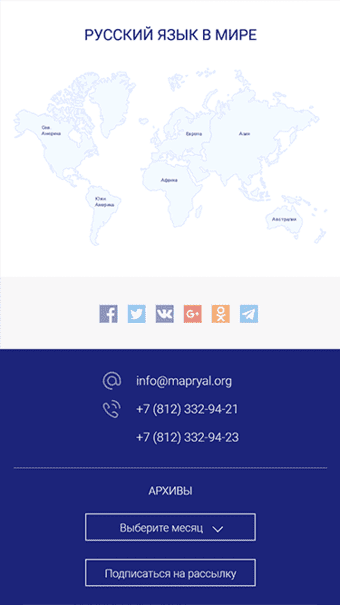 РУССКИЙ ЯЗЫК В МИРЕ
Сев.
Америка
Европа
Азия
Африка
Южн.
Америка
Австралия
info@mapryal.org
+7 (812) 332-94-21
+7 (812) 332-94-23
АРХИВЫ
Выберите месяц
Подписаться на рассылку